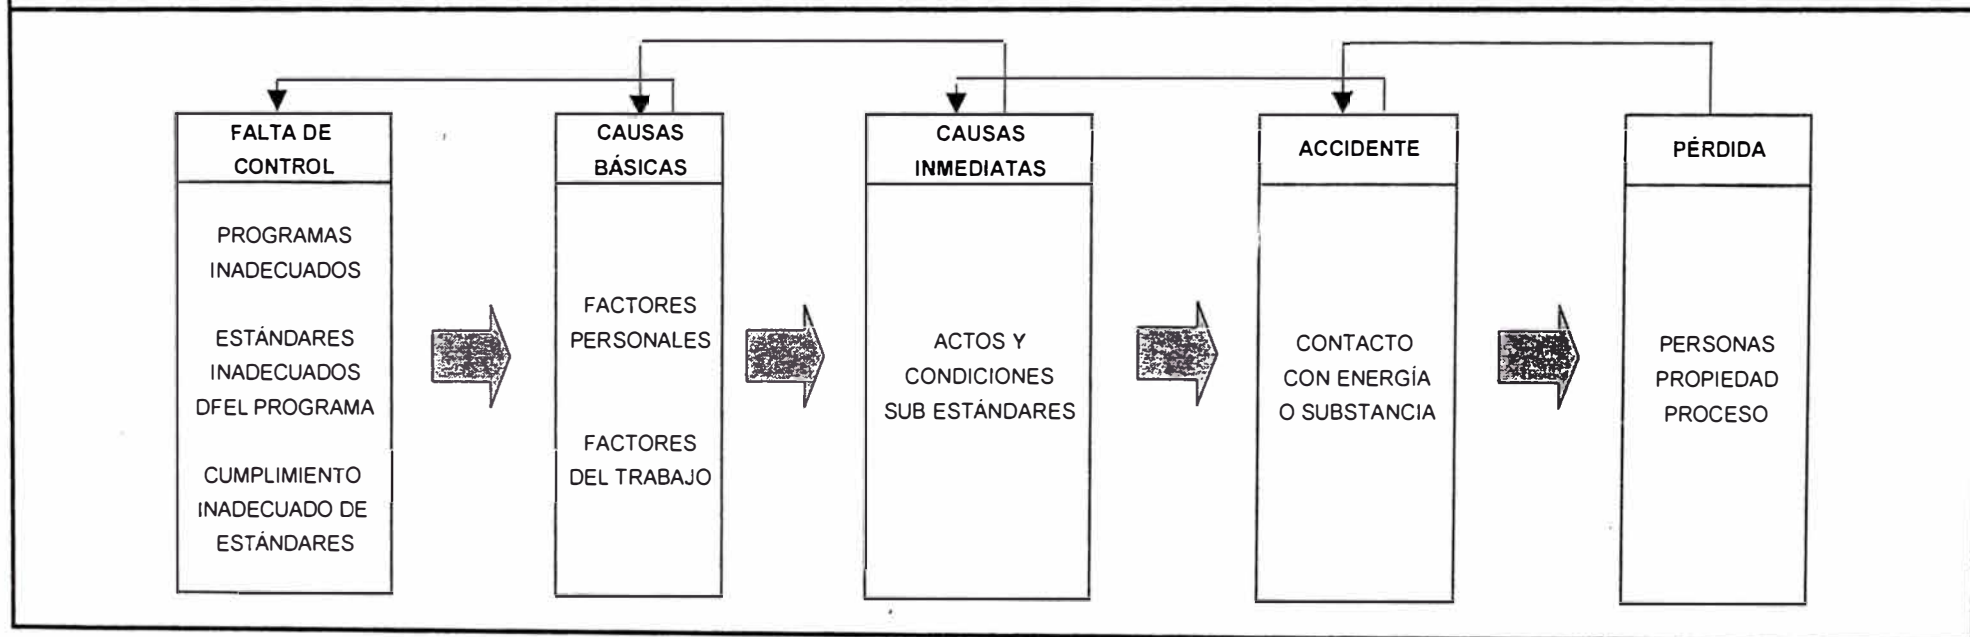 FALTA DE
CONTROL
PROGRAMAS
INADECUADOS
ESTÁNDARES
INADECUADOS
DFEL PROGRAMA
CUMPLIMIENTO
INADECUADO DE
ESTÁNDARES
CAUSAS
BÁSICAS
FACTORES
PERSONALES
FACTORES
DEL TRABAJO
CAUSAS
INMEDIATAS
ACTOS Y
CONDICIONES
SUB ESTÁNDARES
ACCIDENTE
CONTACTO
CON ENERGÍA
O SUBSTANCIA
PÉRDIDA
PERSONAS
PROPIEDAD
PROCESO